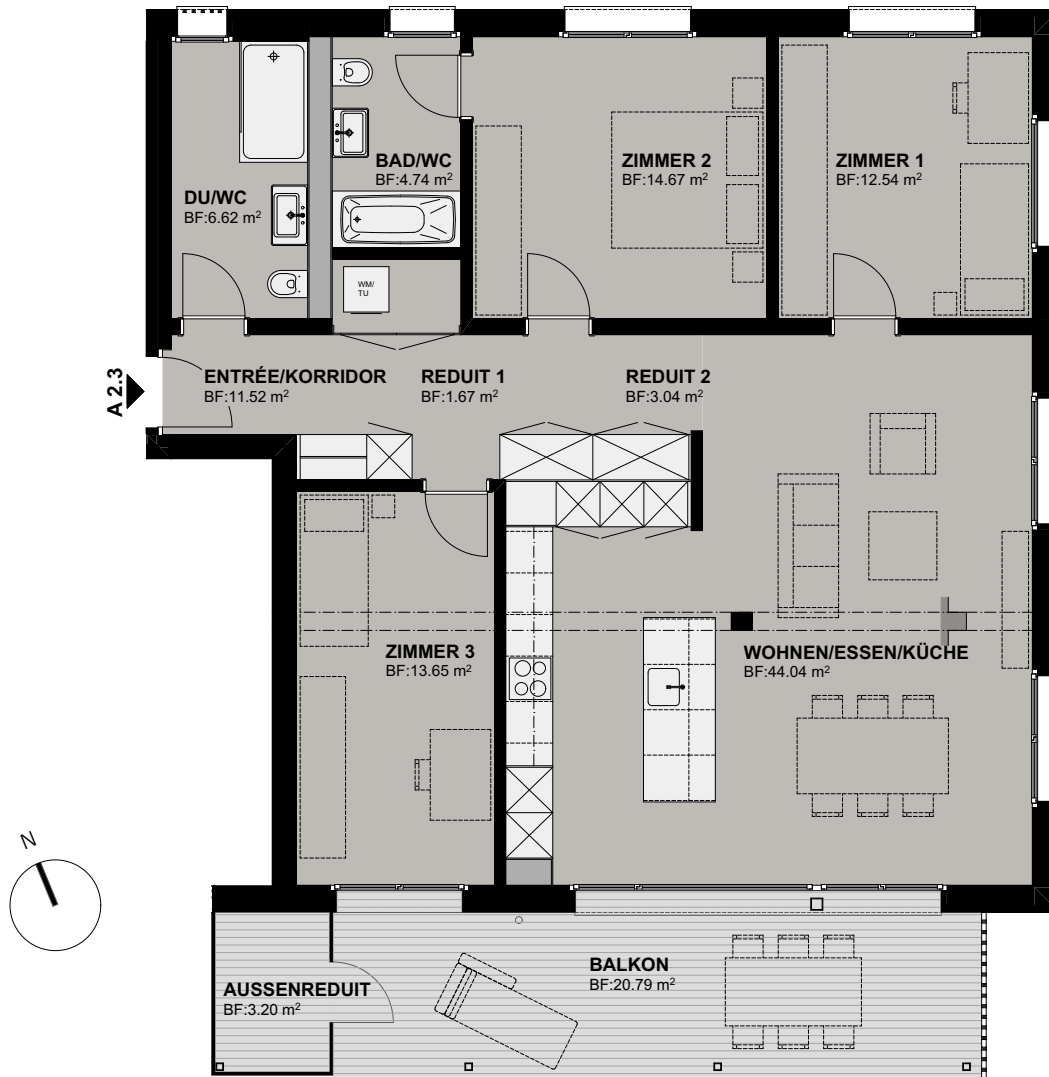 BAD/WC
BF:4.74 m²
ZIMMER 2
BF:14.67 m²
ZIMMER 1
BF:12.54 m²
DU/WC
BF:6.62 m²
WM/
TU
A 2.3
ENTRÉE/KORRIDOR
BF:11.52 m²
REDUIT 1
BF:1.67 m²
REDUIT 2
BF:3.04 m²
ZIMMER 3
BF:13.65 m²
WOHNEN/ESSEN/KÜCHE
BF:44.04 m²
N
BALKON
BF:20.79 m²
AUSSENREDUIT
BF:3.20 m²